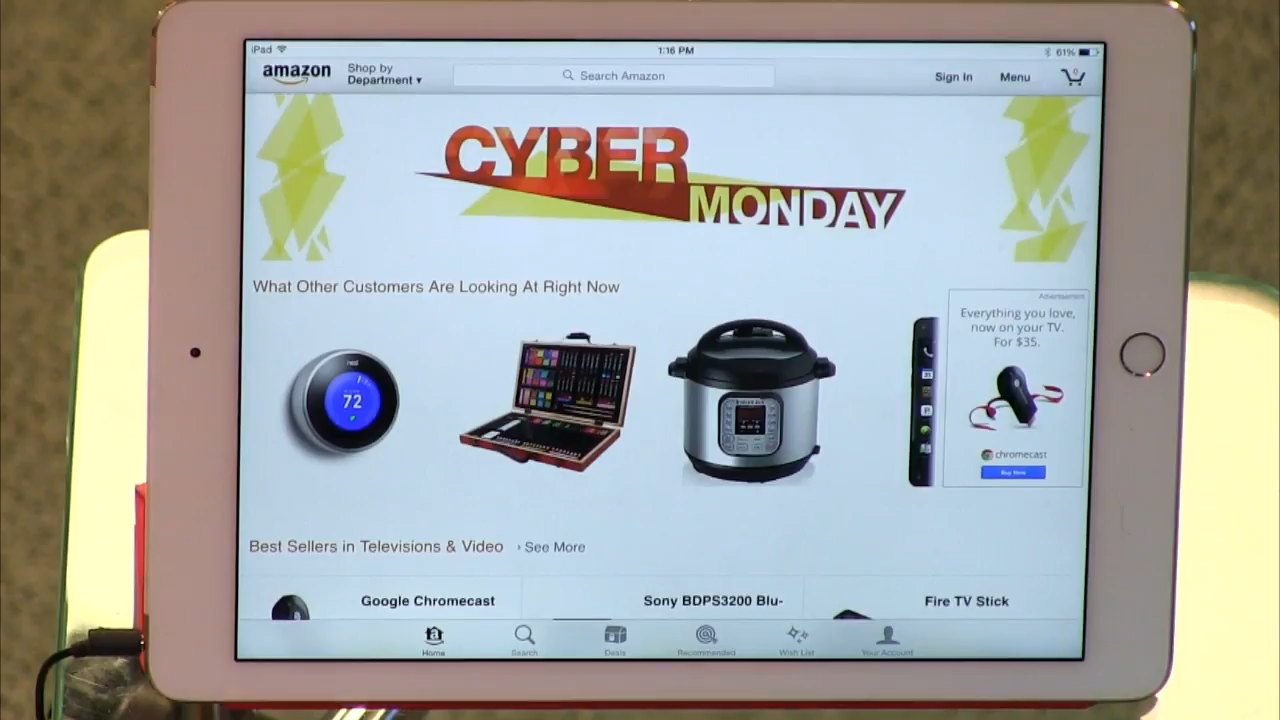 iPad
1:16 PM
61%
amazon
Shop by
Department
Search Amazon
Sign In
Menu
0
CYBER
MONDAY
What Other Customers Are Looking At Right Now
Advertisement
Everything you love,
now on your TV.
For $35.
nest
72
chromecast
Buy Now
Best Sellers in Televisions & Video
› See More
Google Chromecast
Sony BDPS3200 Blu-
Fire TV Stick
Home
Search
Deals
Recommended
Wish List
Your Account